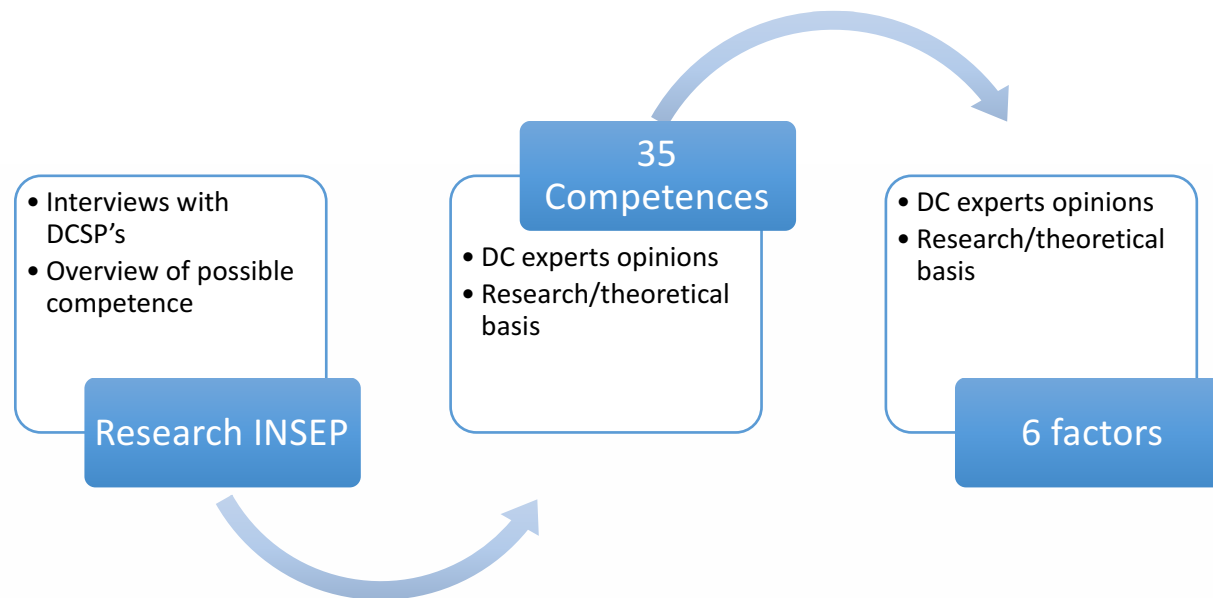 • Interviews with
DCSP's
• Overview of possible
competence
Research INSEP
35
Competences
• DC experts opinions
• Research/theoretical
basis
• DC experts opinions
• Research/theoretical
basis
6 factors